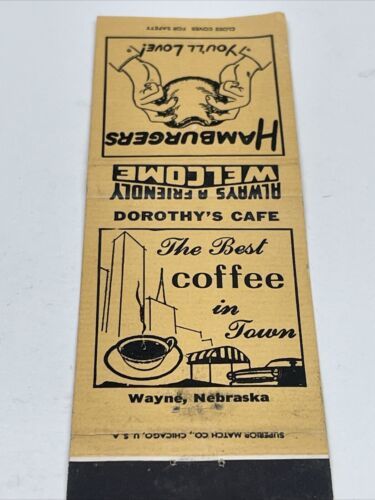 CLOSE COVER FOR SAFETY
HAMBURGERS
YOU'LL LOVE!
ALWAYS A FRIENDLY
WELCOME
DOROTHY'S CAFE
The Best
coffee
in
Town
Wayne, Nebraska
SUPERIOR MATCH CO., CHICAGO, U. S. A